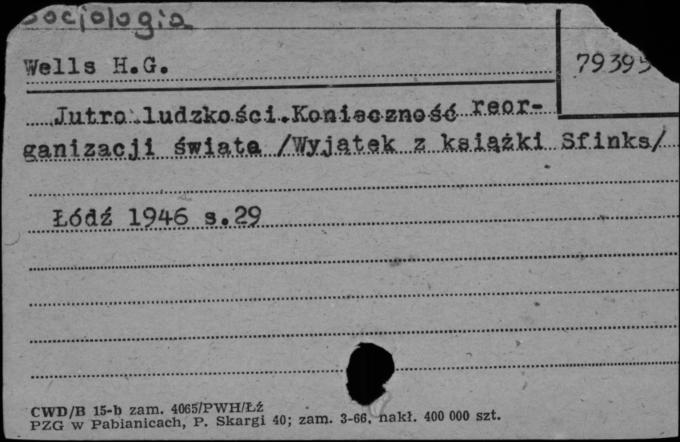 Socjologia
Wells H.G.
79395
Jutro ludzkości.Konieczność reor-
ganizacji świata /Wyjątek z książki Sfinks/
Łódź 1946 s.29
CWD/B 15-b zam. 4065/PWH/Łź
PZG w Pabianicach, P. Skargi 40; zam. 3-66, nakł. 400 000 szt.